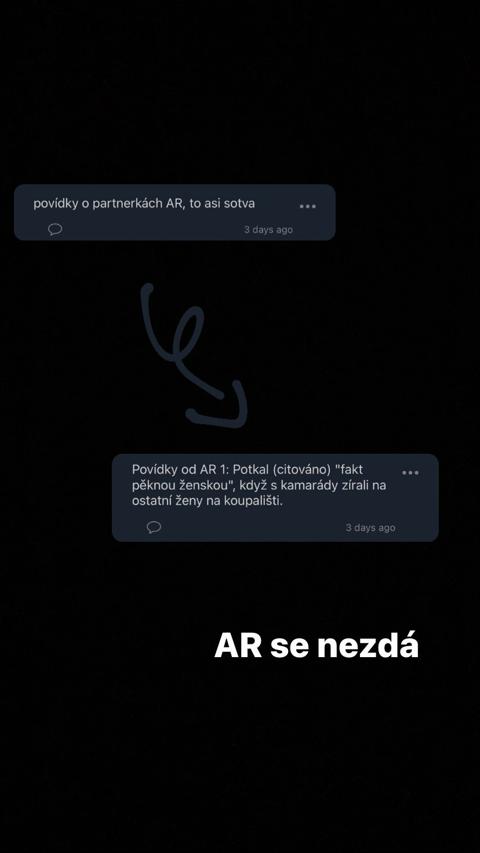 povídky o partnerkách AR, to asi sotva
3 days ago
Povídky od AR 1: Potkal (citováno) "fakt
pěknou ženskou", když s kamarády zírali na
ostatní ženy na koupališti.
3 days ago
AR se nezdá